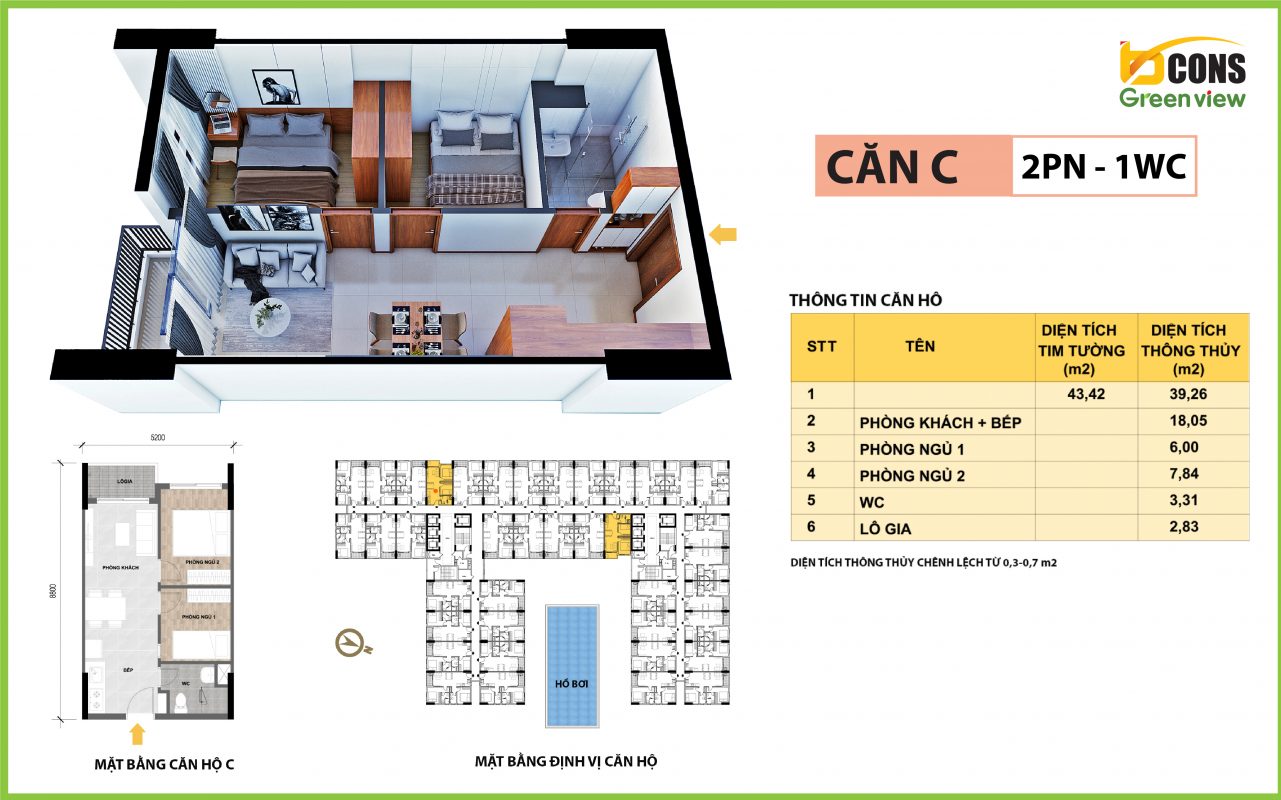 bCONS
Green view
CĂN C
2PN - 1WC
THÔNG TIN CĂN HÔ
STT TÊN DIỆN TÍCH TIM TƯỜNG (m2) DIỆN TÍCH THÔNG THỦY (m2)
1 43,42 39,26
2 PHÒNG KHÁCH + BẾP 18,05
3 PHÒNG NGỦ 1 6,00
4 PHÒNG NGỦ 2 7,84
5 WC 3,31
6 LÔ GIA 2,83
DIỆN TÍCH THÔNG THỦY CHÊNH LỆCH TỪ 0,3-0,7 m2
5200
8800
LÔGIA
PHÒNG KHÁCH
PHÒNG NGỦ 2
PHÒNG NGỦ 1
BẾP
WC
MẶT BẰNG CĂN HỘ C
N
HỒ BƠI
MẶT BẰNG ĐỊNH VỊ CĂN HỘ